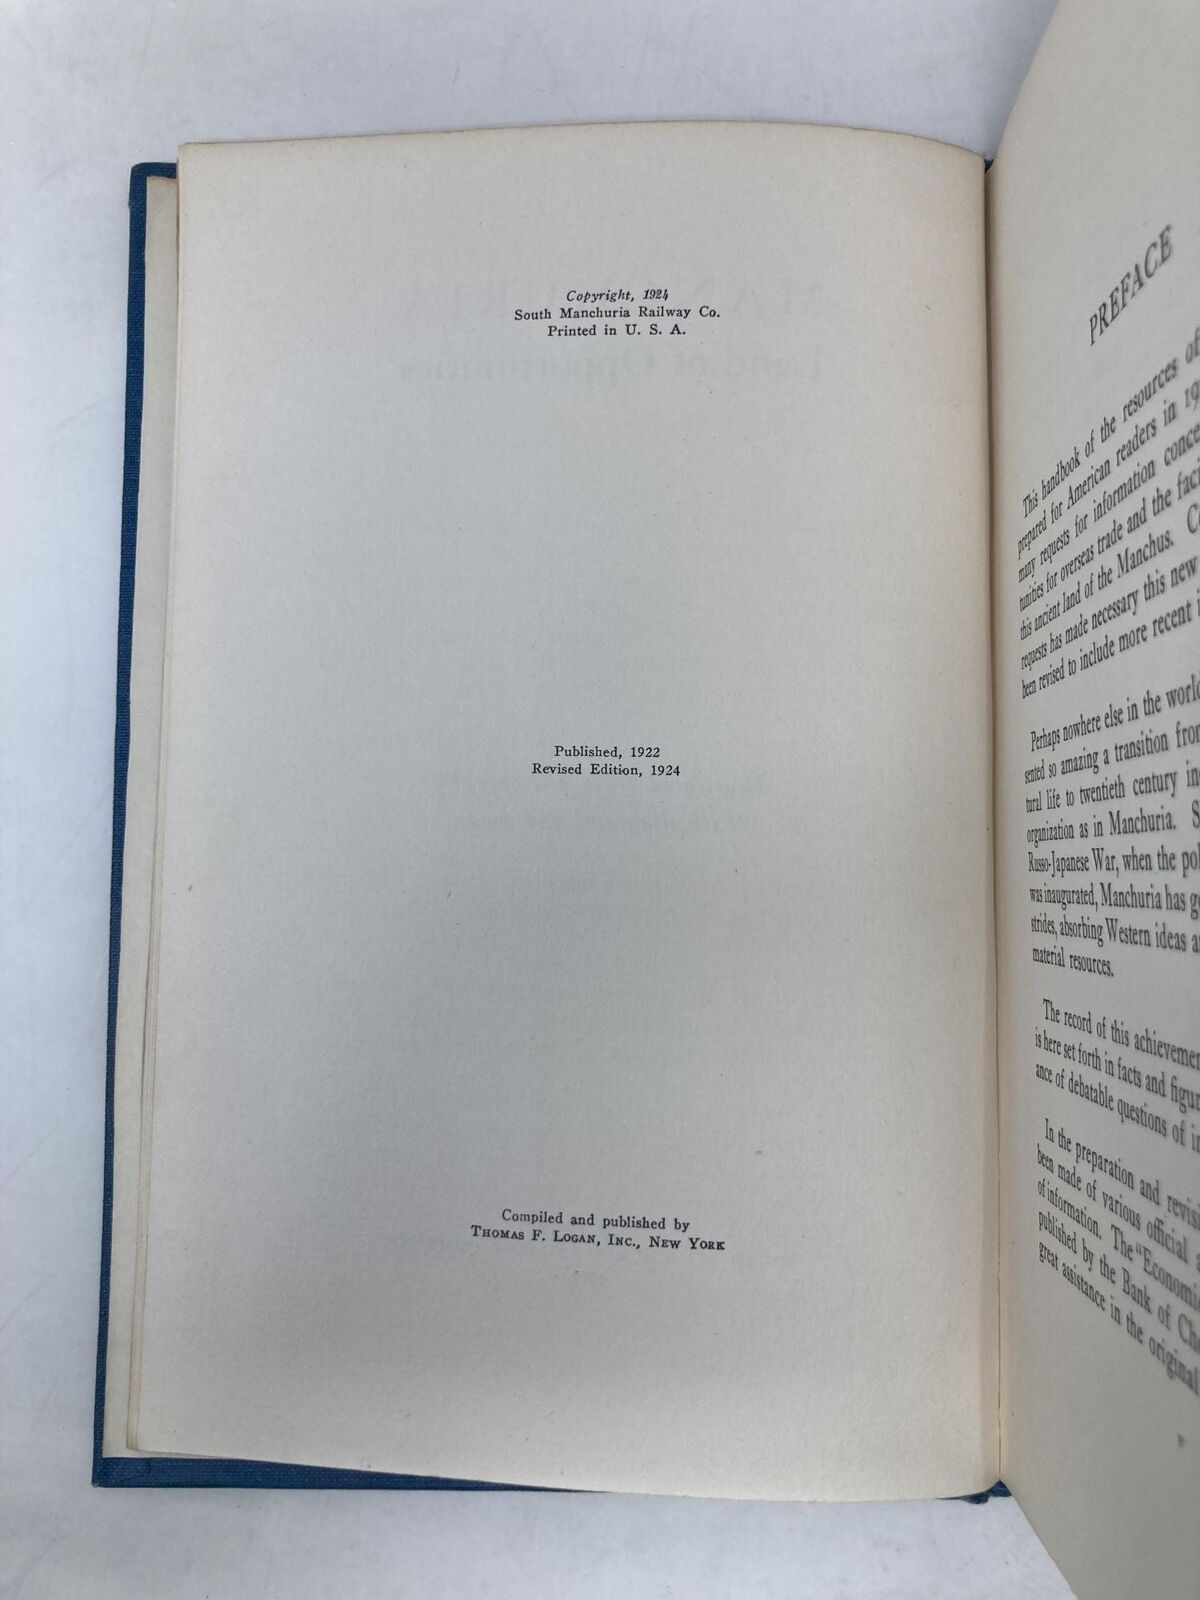 Copyright, 1924
South Manchuria Railway Co.
Printed in U. S. A.
Published, 1922
Revised Edition, 1924
Compiled and published by
THOMAS F. LOGAN, INC., NEW YORK
PREFACE
This handbook of the resources of
prepared for American readers in
many requests for information
tunities for overseas trade and the
this ancient land of the Manchus.
requests has made necessary this new
been revised to include more recent
Perhaps nowhere else in the
sented so amazing a transition
tural life to twentieth century
organization as in Manchuria.
Russo-Japanese War, when the
was inaugurated, Manchuria has
strides, absorbing Western ideas
material resources.
The record of this
is here set forth in facts and
ance of debatable questions of
In the preparation and
been made of various official
of information. The
published by the Bank of
great assistance in the original